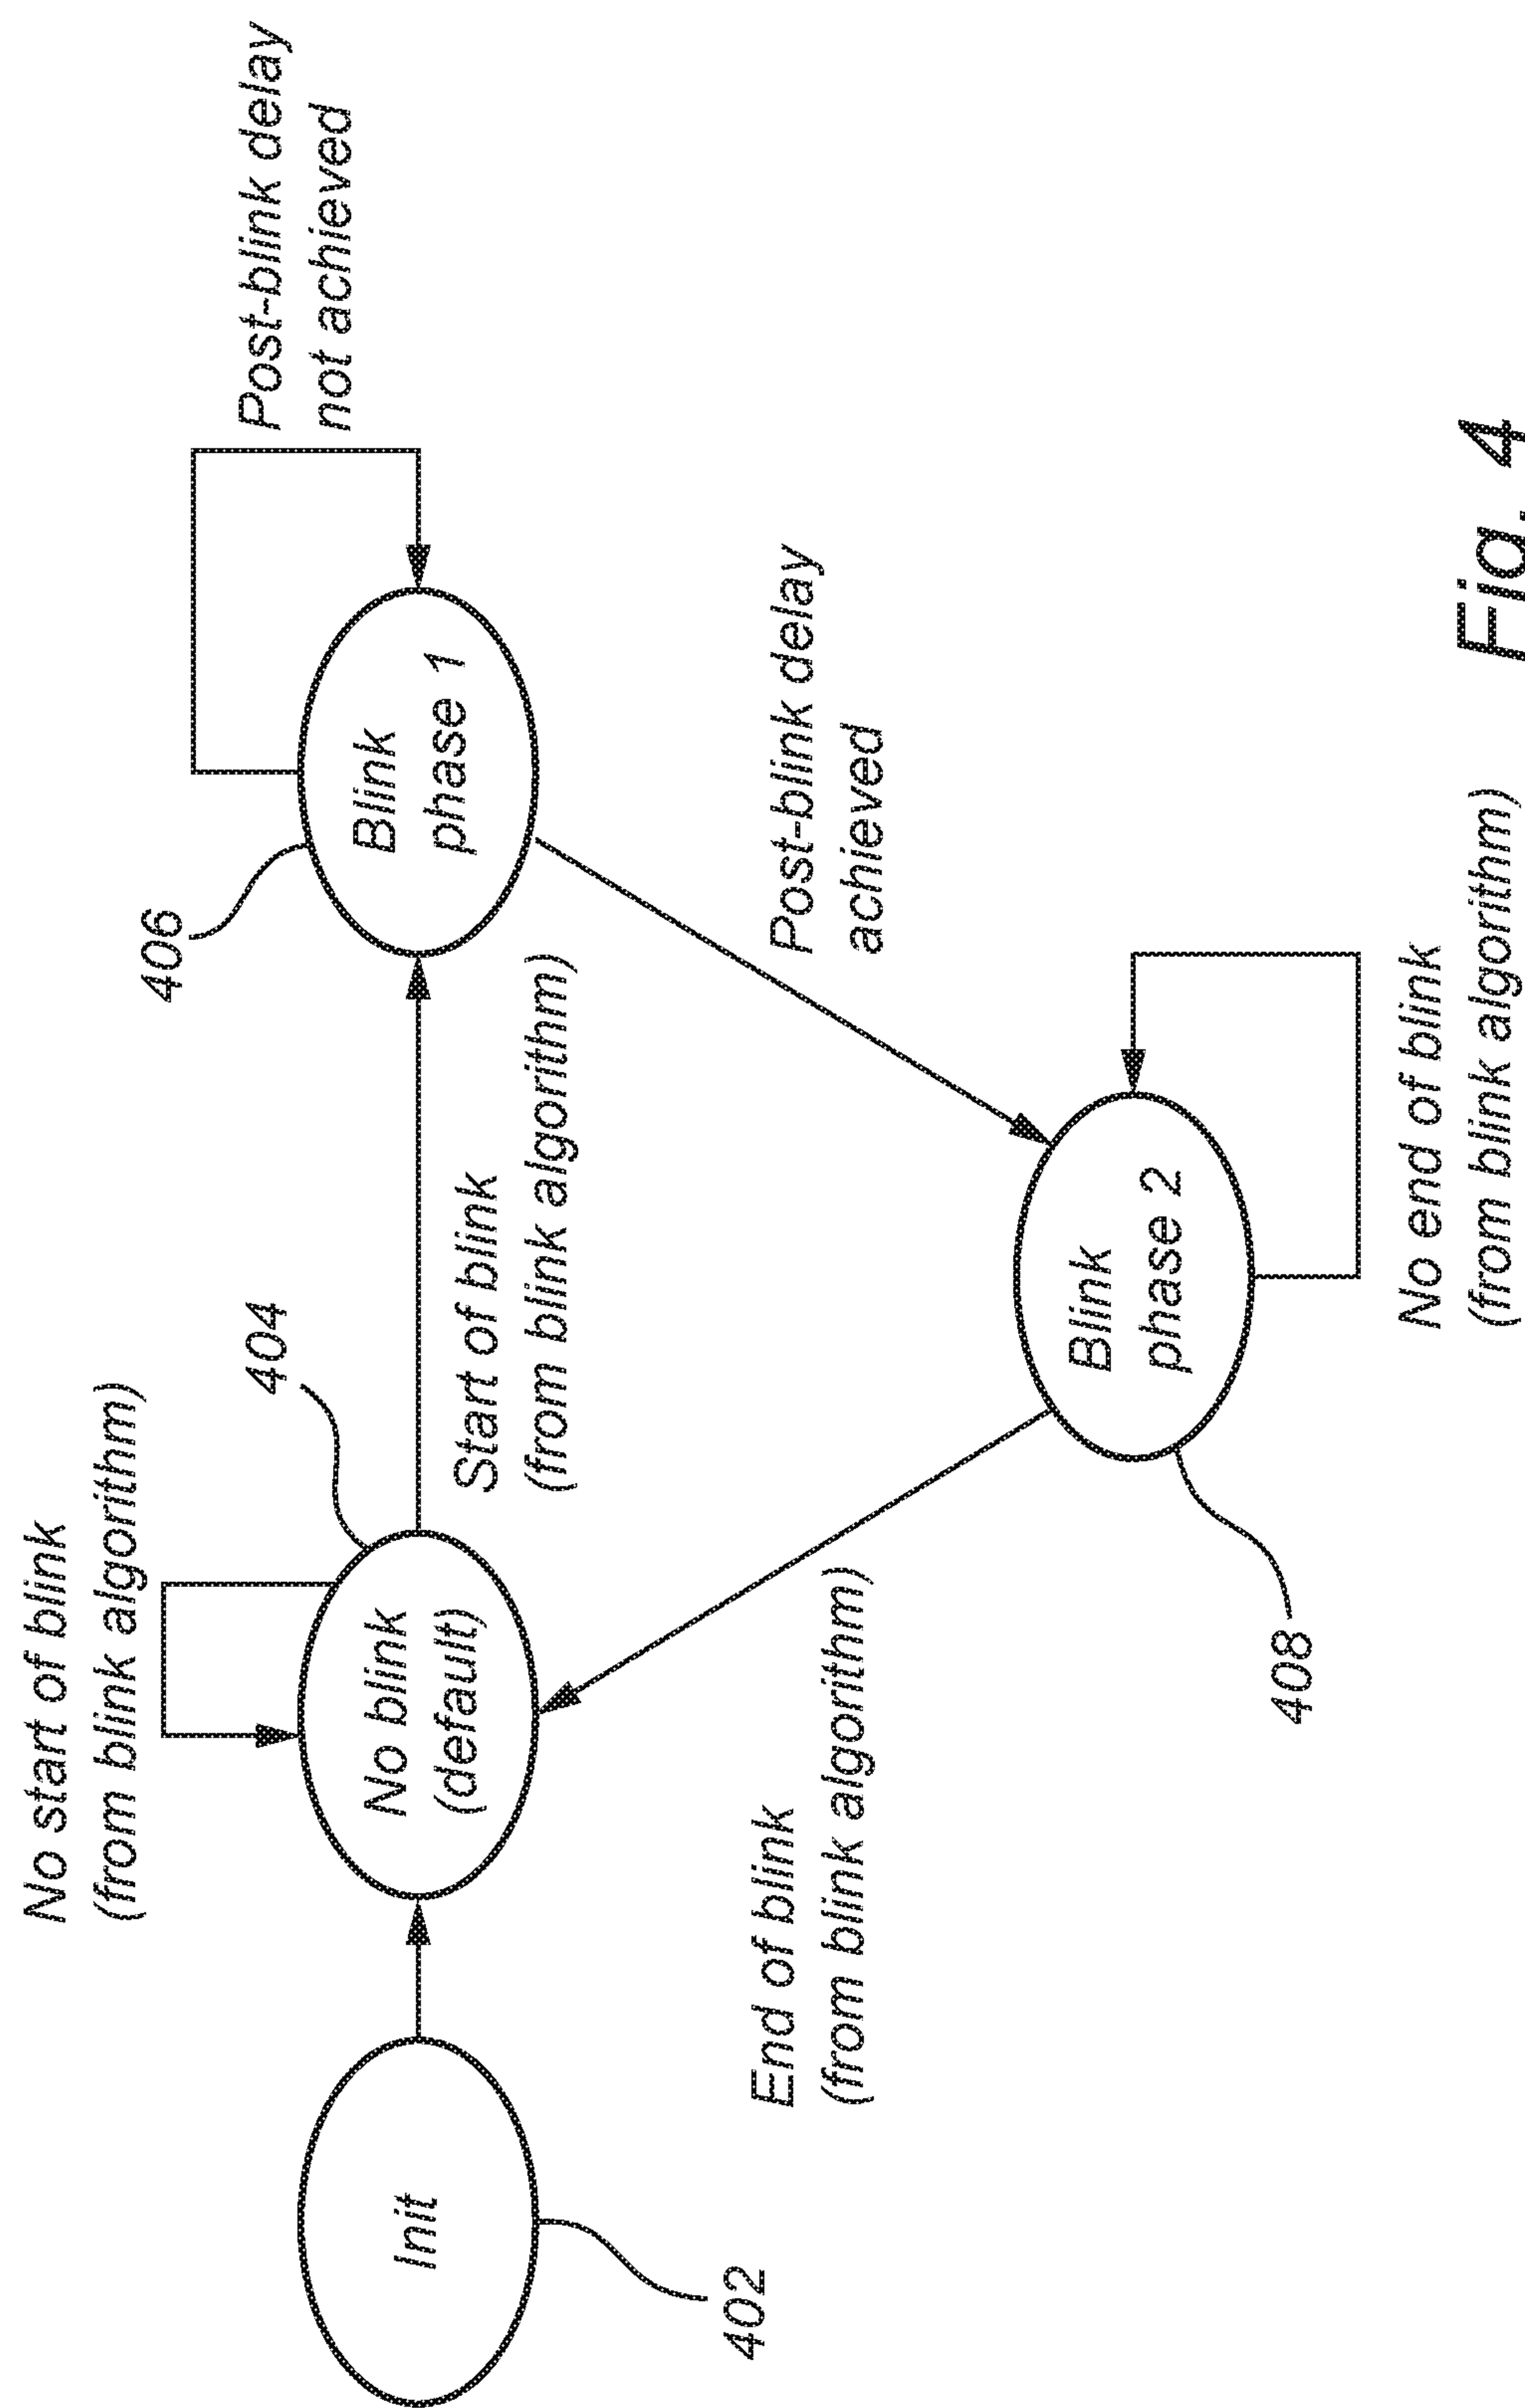 No start of blink
(from blink algorithm)
404
406
Post-blink delay
not achieved
Init
402
No blink
(default)
Start of blink
(from blink algorithm)
Blink
phase 1
End of blink
(from blink algorithm)
Post-blink delay
achieved
Blink
phase 2
408
No end of blink
(from blink algorithm)
Fig. 4